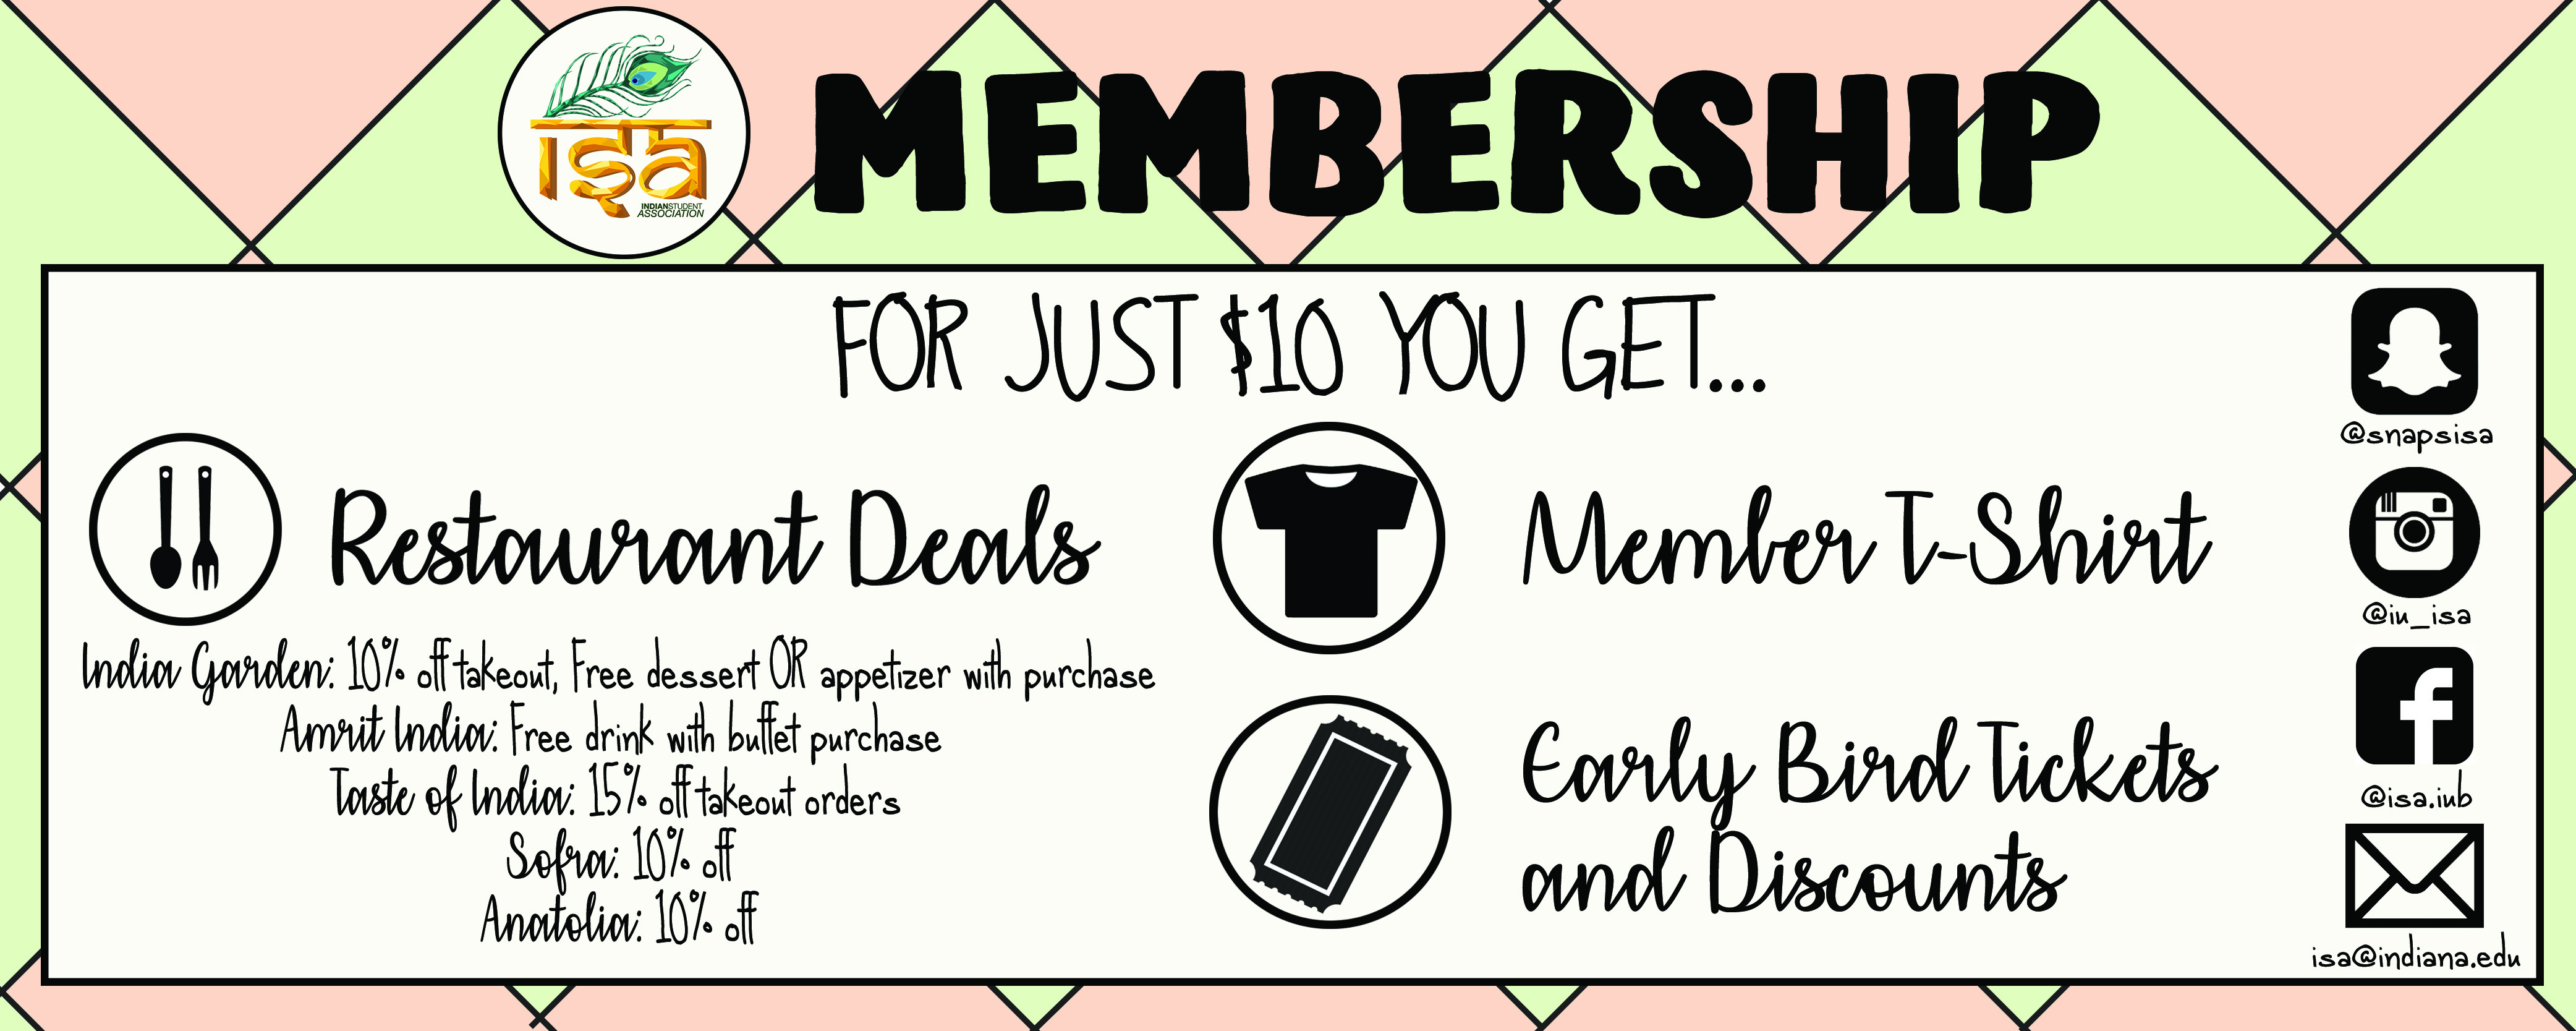 isa
INDIANSTUDENT
ASSOCIATION
MEMBERSHIP
FOR JUST $10 YOU GET...
Restaurant Deals
India Garden: 10% off takeout, Free dessert OR appetizer with purchase
Amrit India: Free drink with buffet purchase
Taste of India: 15% off takeout orders
Sofra: 10% off
Anatolia: 10% off
Member T-Shirt
Early Bird Tickets
and Discounts
@snapsisa
@iu_isa
f
@isa.iub
isa@indiana.edu